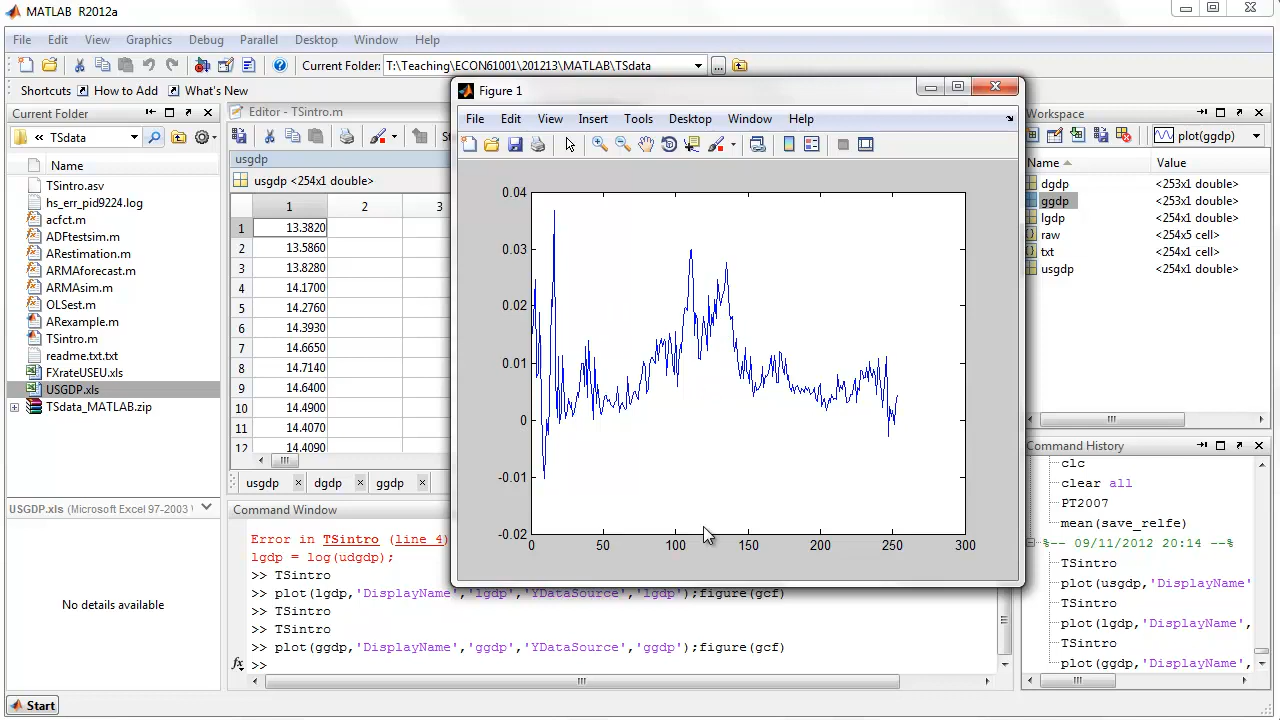 MATLAB R2012a
File Edit View Graphics Debug Parallel Desktop Window Help
Current Folder: T:\Teaching\ECON61001\201213\MATLAB\TSdata
Shortcuts How to Add What's New
Current Folder
« TSdata
Name
TSintro.asv
hs_err_pid9224.log
acfct.m
ADFtestsim.m
ARestimation.m
ARMAforecast.m
ARMAsim.m
OLSest.m
ARexample.m
TSintro.m
readme.txt.txt
FXrateUSEU.xls
USGDP.xls
TSdata_MATLAB.zip
USGDP.xls (Microsoft Excel 97-2003
No details available
Editor - TSintro.m
usgdp
usgdp <254x1 double>
1 2 3
1 13.3820
2 13.5860
3 13.8280
4 14.1700
5 14.2760
6 14.3930
7 14.6650
8 14.7140
9 14.6400
10 14.4900
11 14.4070
12 14.4090
usgdp dgdp ggdp
Command Window
Error in TSintro (line 4)
lgdp = log(udgdp);
>> TSintro
>> plot(lgdp,'DisplayName','lgdp','YDataSource','lgdp');figure(gcf)
>> TSintro
>> TSintro
>> plot(ggdp,'DisplayName','ggdp','YDataSource','ggdp');figure(gcf)
fx >>
Figure 1
File Edit View Insert Tools Desktop Window Help
0.04
0.03
0.02
0.01
0
-0.01
-0.02
0 50 100 150 200 250 300
Workspace
plot(ggdp)
Name Value
dgdp <253x1 double>
ggdp <253x1 double>
lgdp <254x1 double>
raw <254x5 cell>
txt <254x1 cell>
usgdp <254x1 double>
Command History
clc
clear all
PT2007
mean(save_relfe)
%-- 09/11/2012 20:14 --%
TSintro
plot(usgdp,'DisplayName'
TSintro
plot(lgdp,'DisplayName',
TSintro
plot(ggdp,'DisplayName',
Start